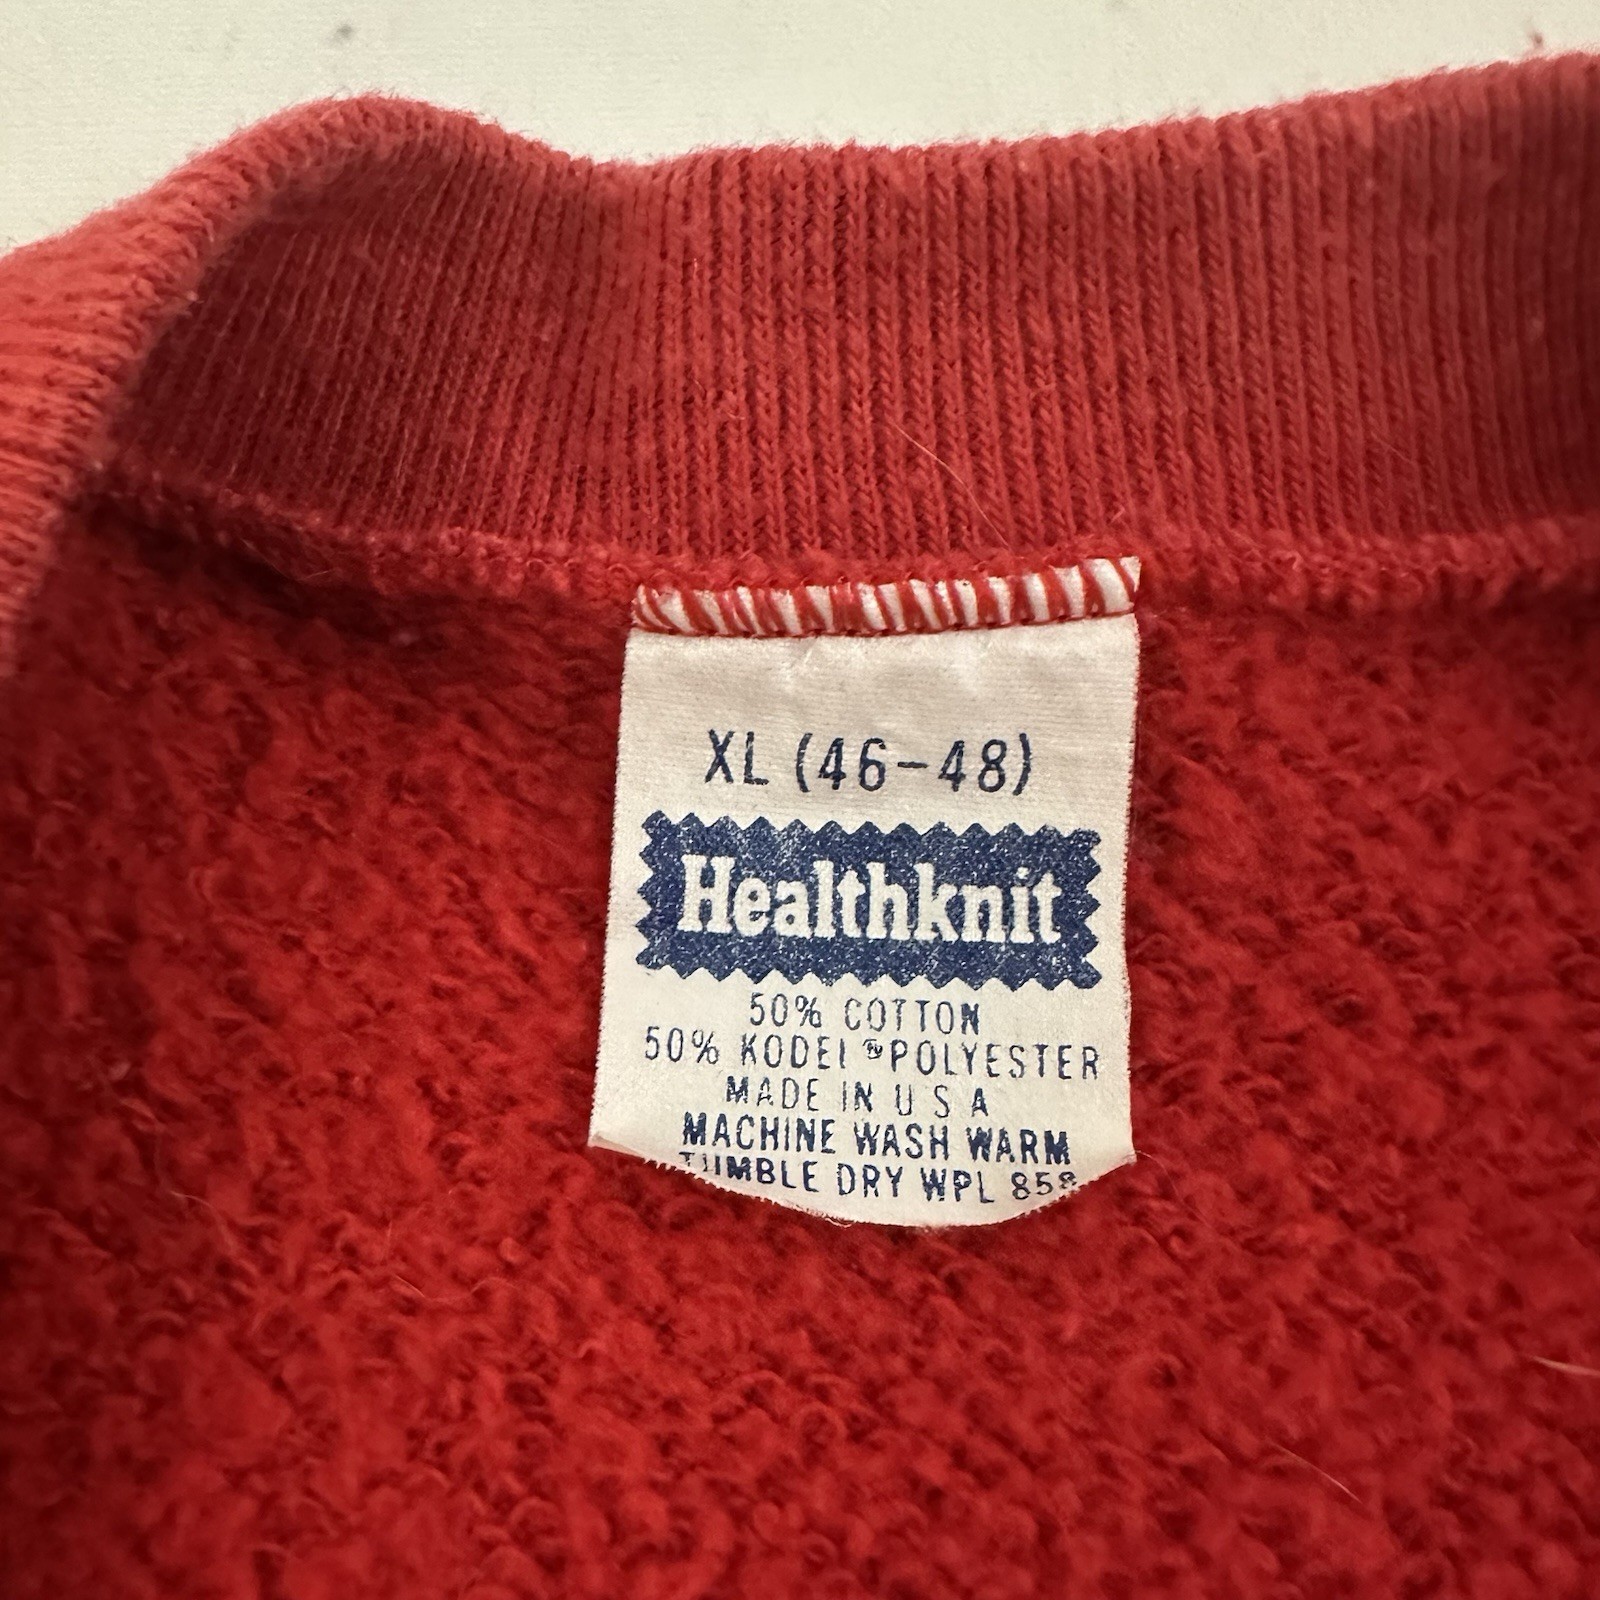 XL (46-48)
Healthknit
50% COTTON
50% KODEL ® POLYESTER
MADE IN U S A
MACHINE WASH WARM
TUMBLE DRY WPL 858